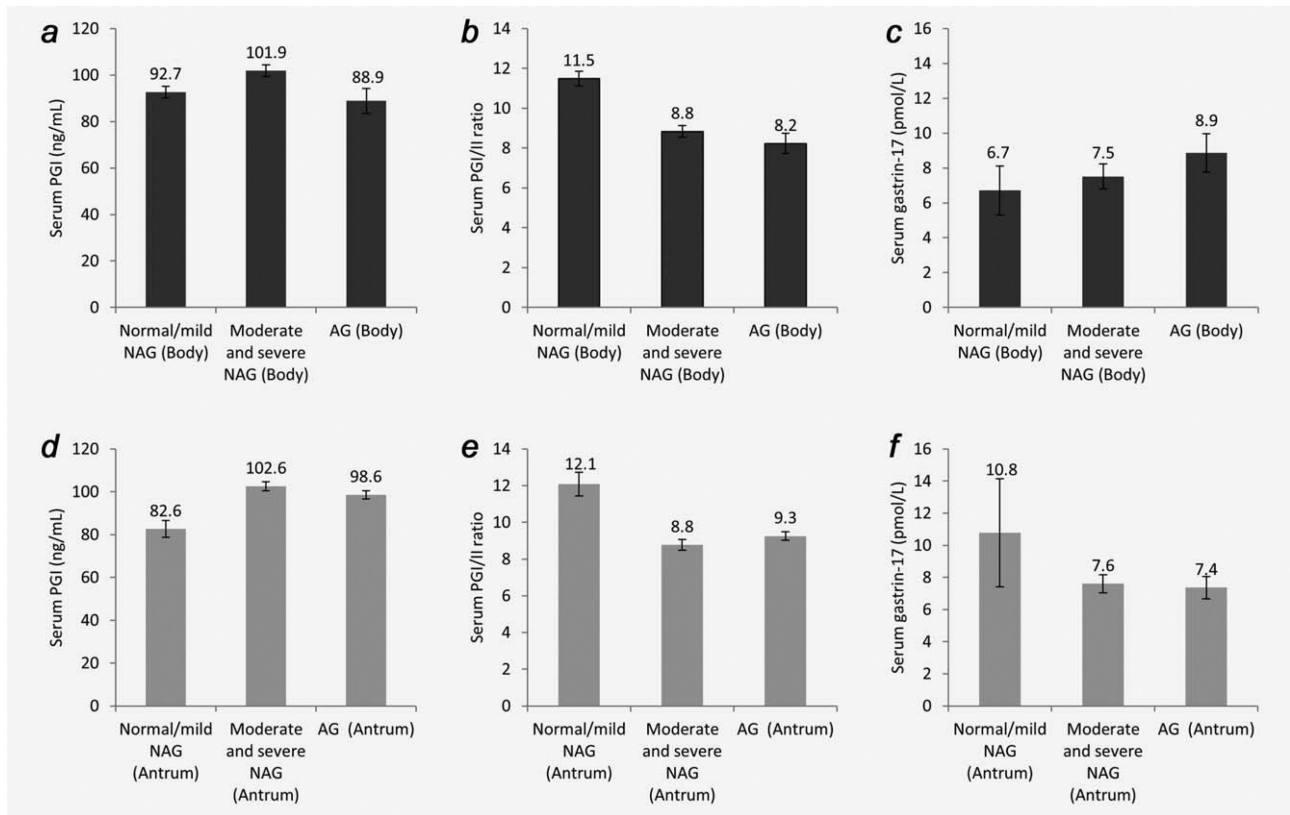 a
Serum PGI (ng/mL)
120
100
80
60
40
20
0
92.7
101.9
88.9
Normal/mild
NAG (Body)
Moderate
and severe
NAG (Body)
AG (Body)
b
Serum PGI/II ratio
14
12
10
8
6
4
2
0
11.5
8.8
8.2
Normal/mild
NAG (Body)
Moderate
and severe
NAG (Body)
AG (Body)
c
Serum gastrin-17 (pmol/L)
16
14
12
10
8
6
4
2
0
6.7
7.5
8.9
Normal/mild
NAG (Body)
Moderate
and severe
NAG (Body)
AG (Body)
d
Serum PGI (ng/mL)
120
100
80
60
40
20
0
82.6
102.6
98.6
Normal/mild
NAG
(Antrum)
Moderate
and severe
NAG
(Antrum)
AG (Antrum)
e
Serum PGI/II ratio
14
12
10
8
6
4
2
0
12.1
8.8
9.3
Normal/mild
NAG
(Antrum)
Moderate
and severe
NAG
(Antrum)
AG (Antrum)
f
Serum gastrin-17 (pmol/L)
16
14
12
10
8
6
4
2
0
10.8
7.6
7.4
Normal/mild
NAG
(Antrum)
Moderate
and severe
NAG
(Antrum)
AG (Antrum)